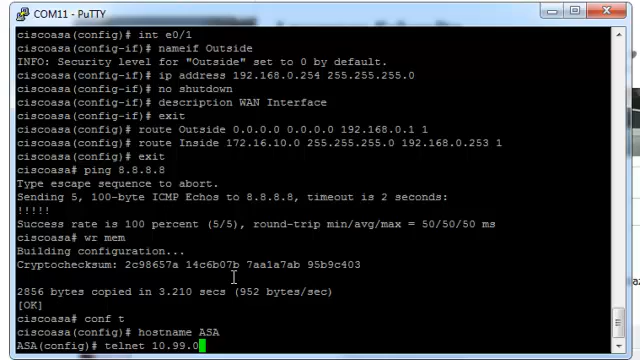 COM11 - PuTTY
ciscoasa(config)# int e0/1
ciscoasa(config-if)# nameif Outside
INFO: Security level for "Outside" set to 0 by default.
ciscoasa(config-if)# ip address 192.168.0.254 255.255.255.0
ciscoasa(config-if)# no shutdown
ciscoasa(config-if)# description WAN Interface
ciscoasa(config-if)# exit
ciscoasa(config)# route Outside 0.0.0.0 0.0.0.0 192.168.0.1 1
ciscoasa(config)# route Inside 172.16.10.0 255.255.255.0 192.168.0.253 1
ciscoasa(config)# exit
ciscoasa# ping 8.8.8.8
Type escape sequence to abort.
Sending 5, 100-byte ICMP Echos to 8.8.8.8, timeout is 2 seconds:
!!!!!
Success rate is 100 percent (5/5), round-trip min/avg/max = 50/50/50 ms
ciscoasa# wr mem
Building configuration...
Cryptochecksum: 2c98657a 14c6b07b 7aa1a7ab 95b9c403
2856 bytes copied in 3.210 secs (952 bytes/sec)
[OK]
ciscoasa# conf t
ciscoasa(config)# hostname ASA
ASA(config)# telnet 10.99.0